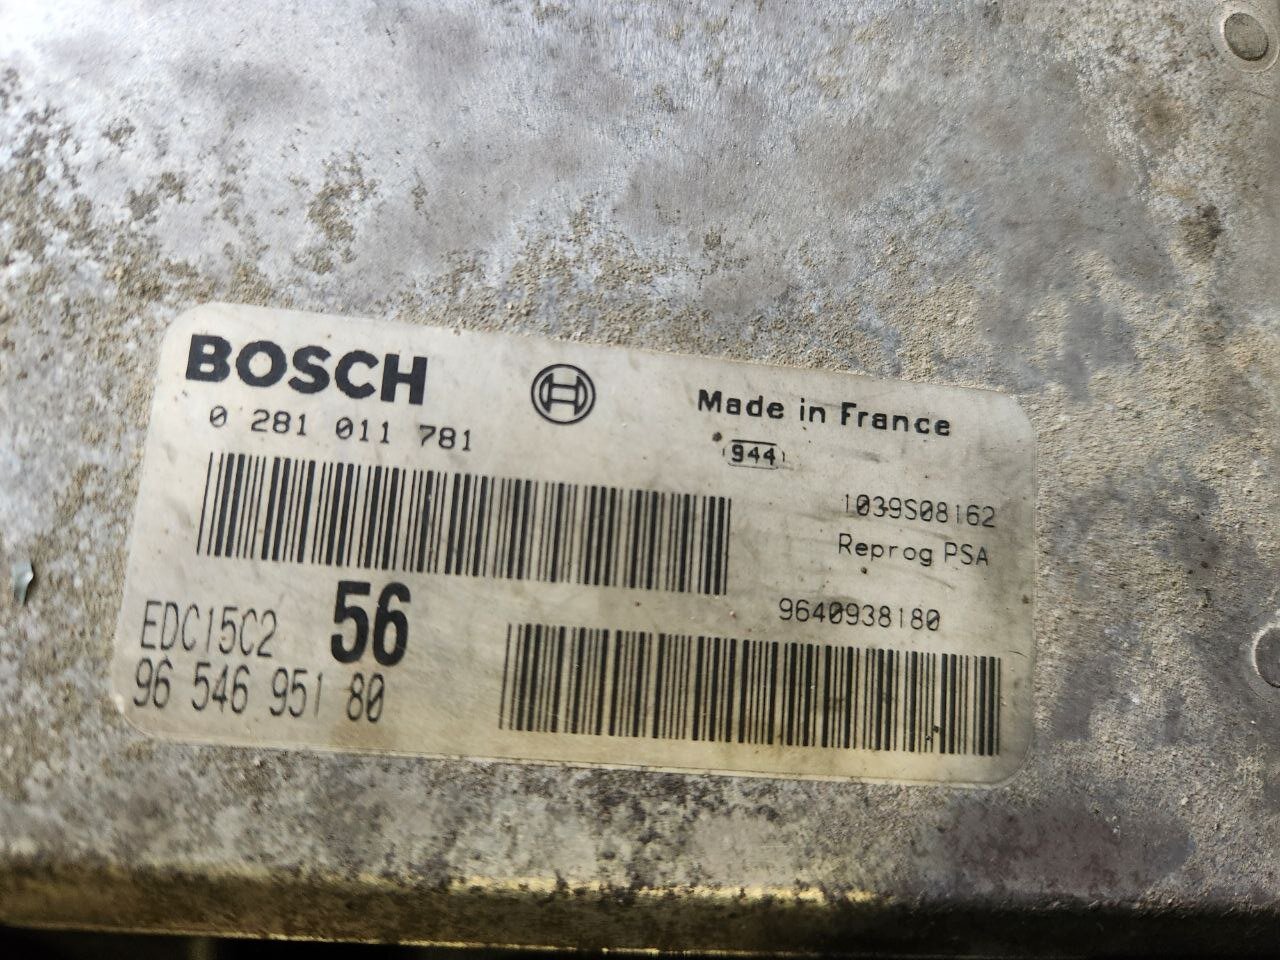 BOSCH
0 281 011 781
Made in France
944
1039S08162
Reprog PSA
EDC15C2 56
9640938180
96 546 951 80